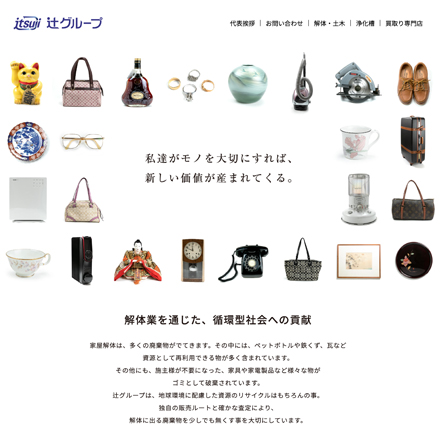 itsuji 辻グループ
代表挨拶 | お問い合わせ | 解体・土木 | 浄化槽 | 買取り専門店
私達がモノを大切にすれば、
新しい価値が産まれてくる。
解体業を通じた、循環型社会への貢献
家屋解体は、多くの廃棄物がでてきます。その中には、ペットボトルや鉄くず、瓦など
資源として再利用できる物が多く含まれています。
その他にも、施主様が不要になった、家具や家電製品など様々な物が
ゴミとして破棄されています。
辻グループは、地球環境に配慮した資源のリサイクルはもちろんの事。
独自の販売ルートと確かな査定により、
解体に出る廃棄物を少しでも無くす事を大切にしています。